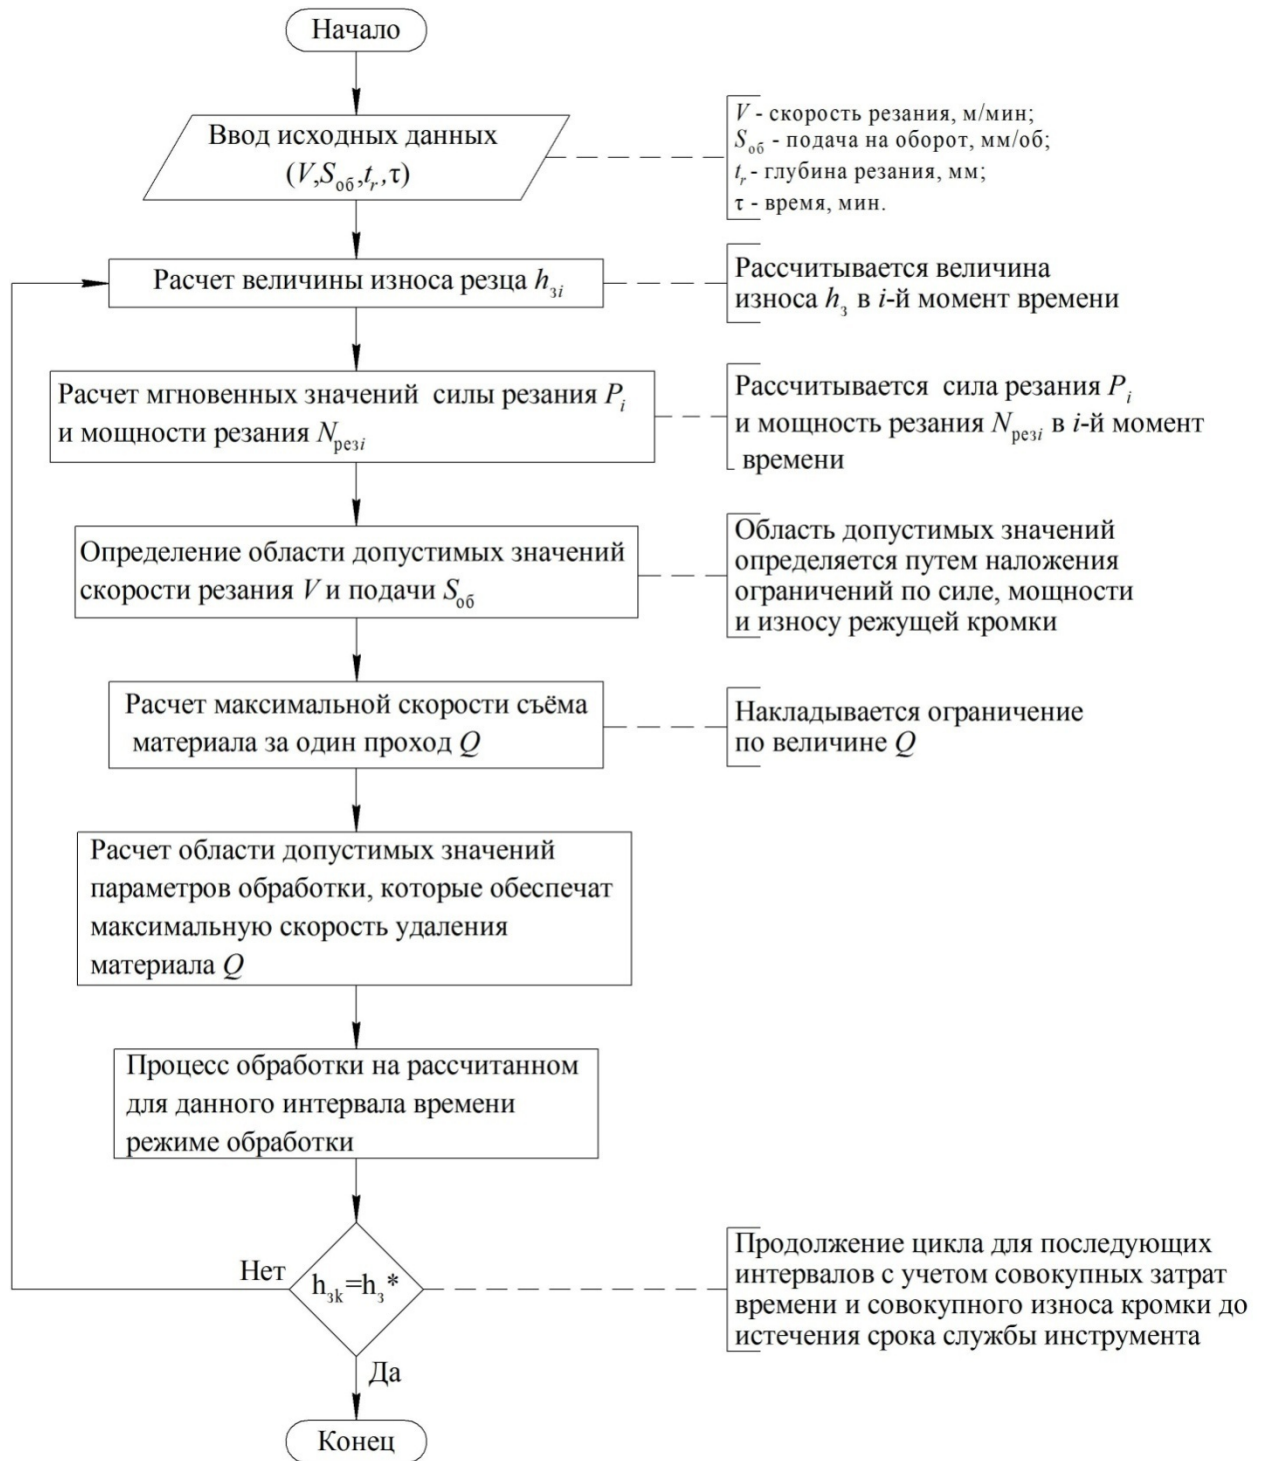 Начало
Ввод исходных данных
(V,Sоб,tr,τ)
V - скорость резания, м/мин;
Sоб - подача на оборот, мм/об;
tr - глубина резания, мм;
τ - время, мин.
Расчет величины износа резца hзi
Рассчитывается величина
износа hз в i-й момент времени
Расчет мгновенных значений силы резания Pi
и мощности резания Nрезi
Рассчитывается сила резания Pi
и мощность резания Nрезi в i-й момент
времени
Определение области допустимых значений
скорости резания V и подачи Sоб
Область допустимых значений
определяется путем наложения
ограничений по силе, мощности
и износу режущей кромки
Расчет максимальной скорости съёма
материала за один проход Q
Накладывается ограничение
по величине Q
Расчет области допустимых значений
параметров обработки, которые обеспечат
максимальную скорость удаления
материала Q
Процесс обработки на рассчитанном
для данного интервала времени
режиме обработки
Нет
hзk=hз*
Продолжение цикла для последующих
интервалов с учетом совокупных затрат
времени и совокупного износа кромки до
истечения срока службы инструмента
Да
Конец